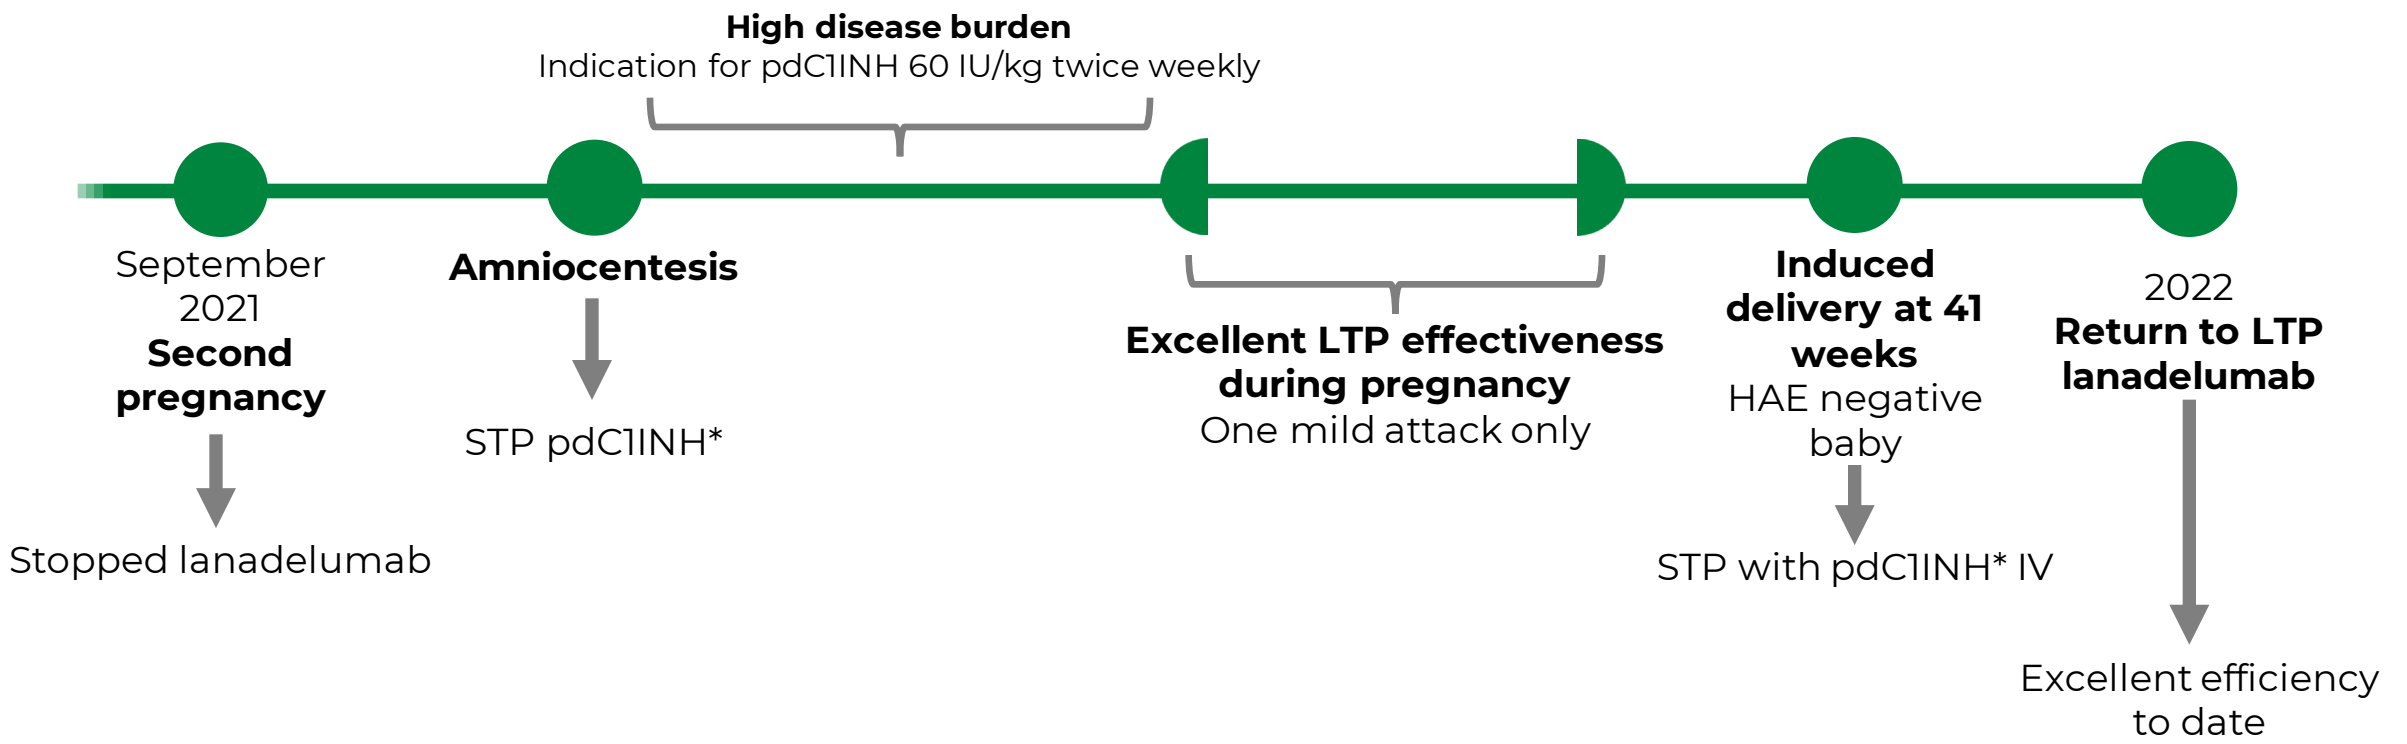 High disease burden
Indication for pdC1INH 60 IU/kg twice weekly
September
2021
Second
pregnancy
Stopped lanadelumab
Amniocentesis
STP pdC1INH*
Excellent LTP effectiveness
during pregnancy
One mild attack only
Induced
delivery at 41
weeks
HAE negative
baby
STP with pdC1INH* IV
2022
Return to LTP
lanadelumab
Excellent efficiency
to date